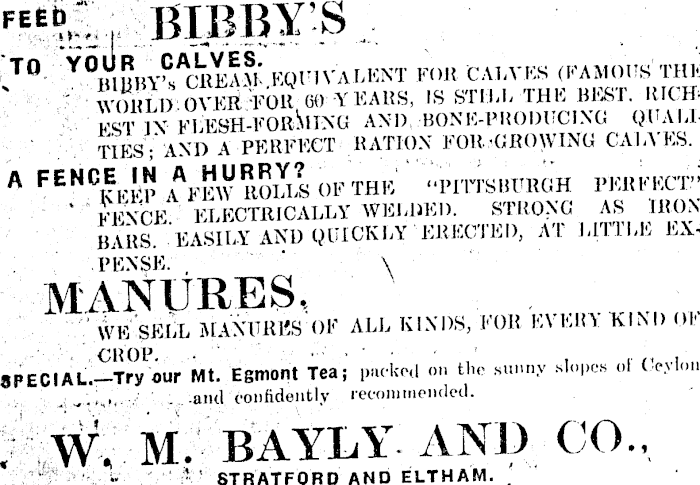 FEED BIBBY'S
TO YOUR CALVES.
BIBBY's CREAM EQUIVALENT FOR CALVES (FAMOUS THE
WORLD OVER FOR 60 YEARS, IS STILL THE BEST. RICH-
EST IN FLESH-FORMING AND BONE-PRODUCING QUALI-
TIES; AND A PERFECT RATION FOR GROWING CALVES.
A FENCE IN A HURRY?
KEEP A FEW ROLLS OF THE "PITTSBURGH PERFECT"
FENCE. ELECTRICALLY WELDED. STRONG AS IRON
BARS. EASILY AND QUICKLY ERECTED, AT LITTLE EX-
PENSE.
MANURES.
WE SELL MANURES OF ALL KINDS, FOR EVERY KIND OF
CROP.
SPECIAL.—Try our Mt. Egmont Tea; packed on the sunny slopes of Ceylon
and confidently recommended.
W. M. BAYLY AND CO.,
STRATFORD AND ELTHAM.